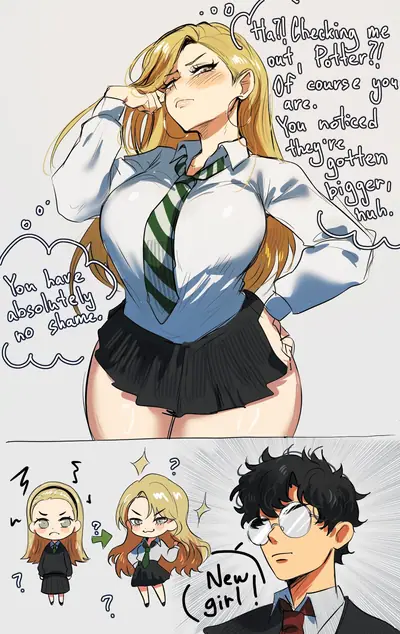 Ha?! Checking me
out, Potter?!
Of course you
are.
You noticed
they're
gotten
bigger,
huh.
You have
absolutely
no shame.
?
?
?
?
?
New
girl!